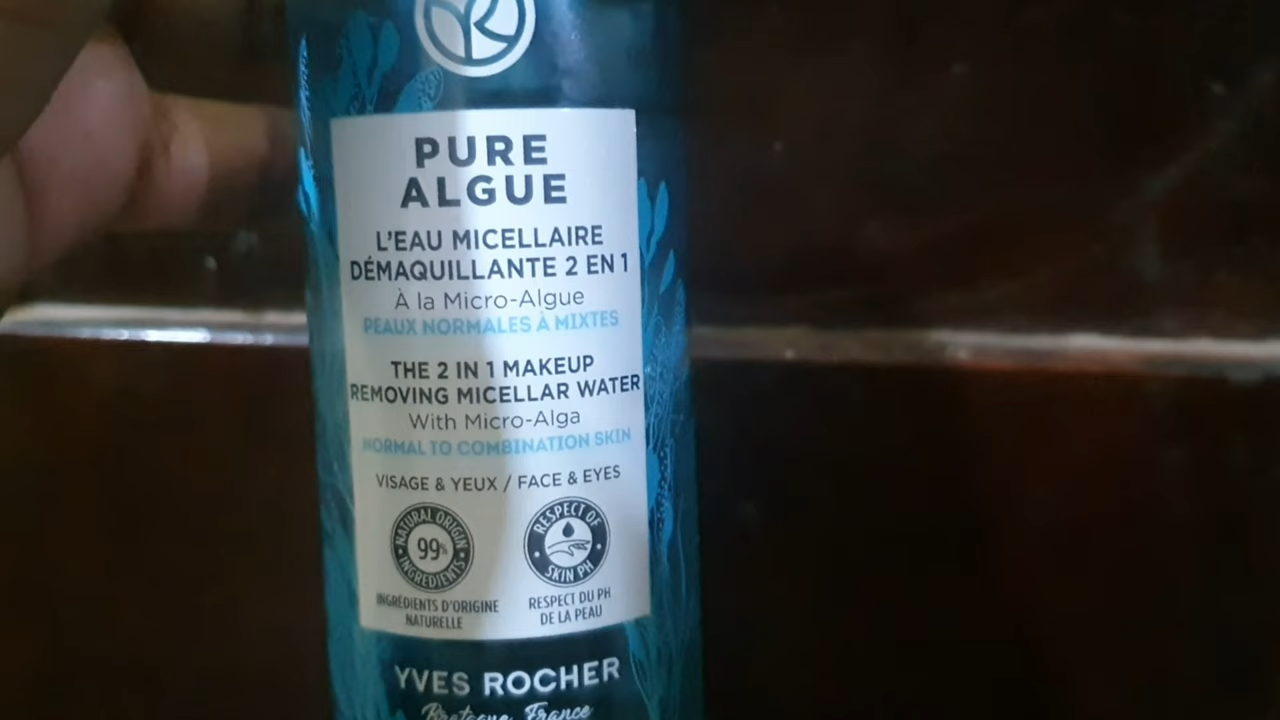 PURE
ALGUE
L'EAU MICELLAIRE
DÉMAQUILLANTE 2 EN 1
À la Micro-Algue
PEAUX NORMALES À MIXTES
THE 2 IN 1 MAKEUP
REMOVING MICELLAR WATER
With Micro-Alga
NORMAL TO COMBINATION SKIN
VISAGE & YEUX / FACE & EYES
NATURAL ORIGIN
99%
INGREDIENTS
RESPECT OF
SKIN PH
INGRÉDIENTS D'ORIGINE
NATURELLE
RESPECT DU PH
DE LA PEAU
YVES ROCHER
Bretagne, France